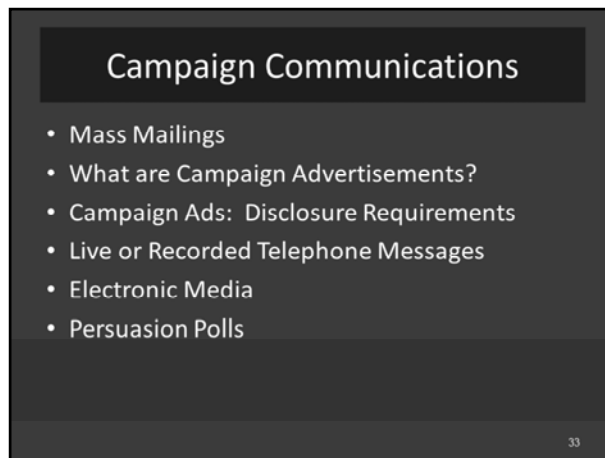 Campaign Communications
• Mass Mailings
• What are Campaign Advertisements?
• Campaign Ads: Disclosure Requirements
• Live or Recorded Telephone Messages
• Electronic Media
• Persuasion Polls
33